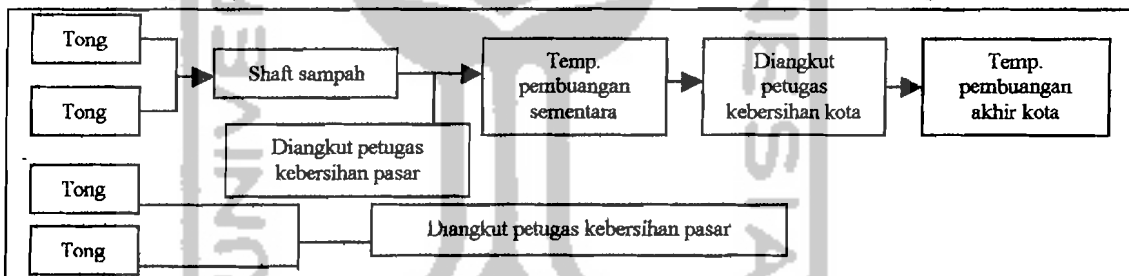 Tong
Tong
Shaft sampah
Diangkut petugas
kebersihan pasar
Temp.
pembuangan
sementara
Diangkut
petugas
kebersihan kota
Temp.
pembuangan
akhir kota
Tong
Tong
Diangkut petugas kebersihan pasar